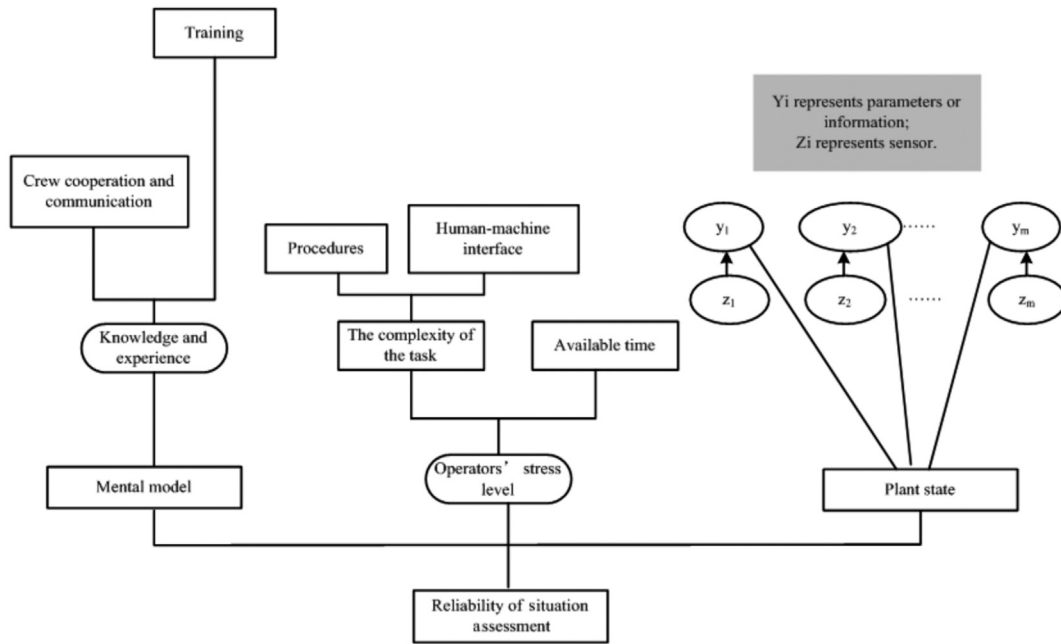 Training
Yi represents parameters or
information;
Zi represents sensor.
Crew cooperation and
communication
Procedures
Human-machine
interface
y1
y2
......
ym
z1
z2
......
zm
Knowledge and
experience
The complexity of
the task
Available time
Mental model
Operators’ stress
level
Plant state
Reliability of situation
assessment